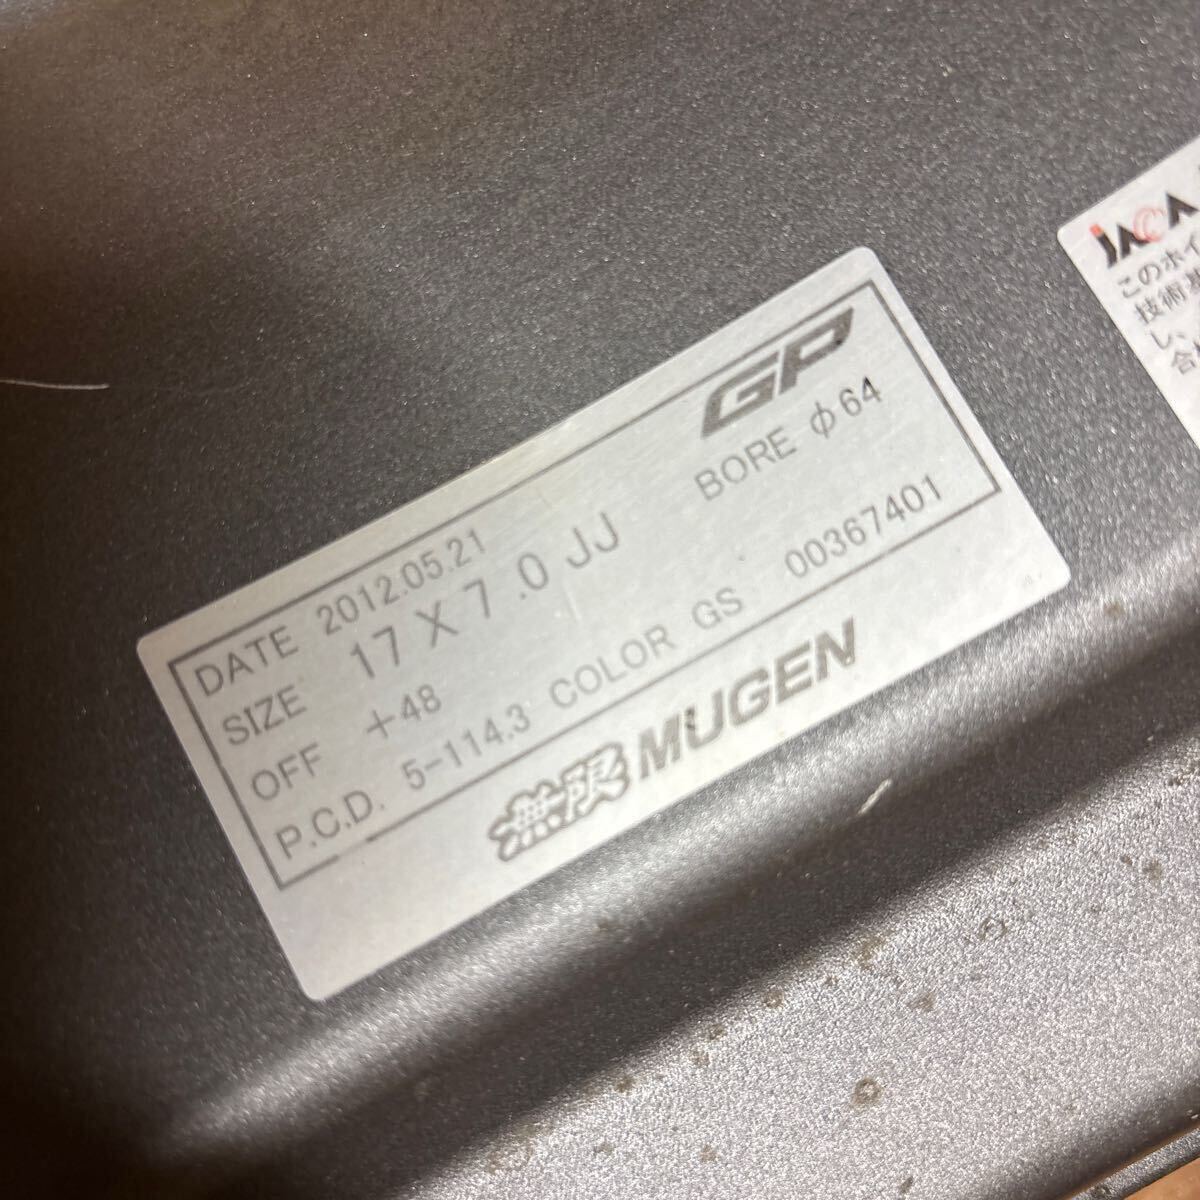 GP
DATE 2012.05.21
SIZE 17 X 7.0 JJ BORE φ64
OFF +48
P.C.D. 5-114.3 COLOR GS 00367401
無限 MUGEN
JAWA
このホイ
技術基
し、
合